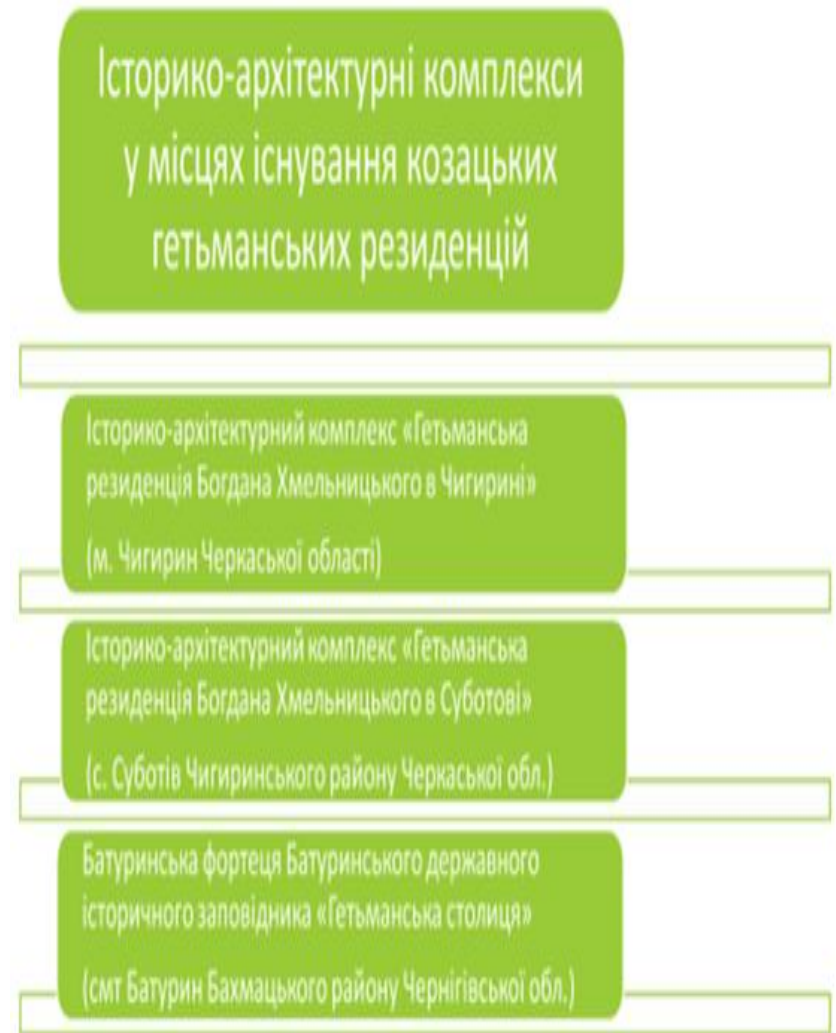 Історико-архітектурні комплекси
у місцях існування козацьких
гетьманських резиденцій
Історико-архітектурний комплекс «Гетьманська
резиденція Богдана Хмельницького в Чигирині»
(м. Чигирин Черкаської області)
Історико-архітектурний комплекс «Гетьманська
резиденція Богдана Хмельницького в Суботові»
(с. Суботів Чигиринського району Черкаської обл.)
Батуринська фортеця Батуринського державного
історичного заповідника «Гетьманська столиця»
(смт Батурин Бахмацького району Чернігівської обл.)